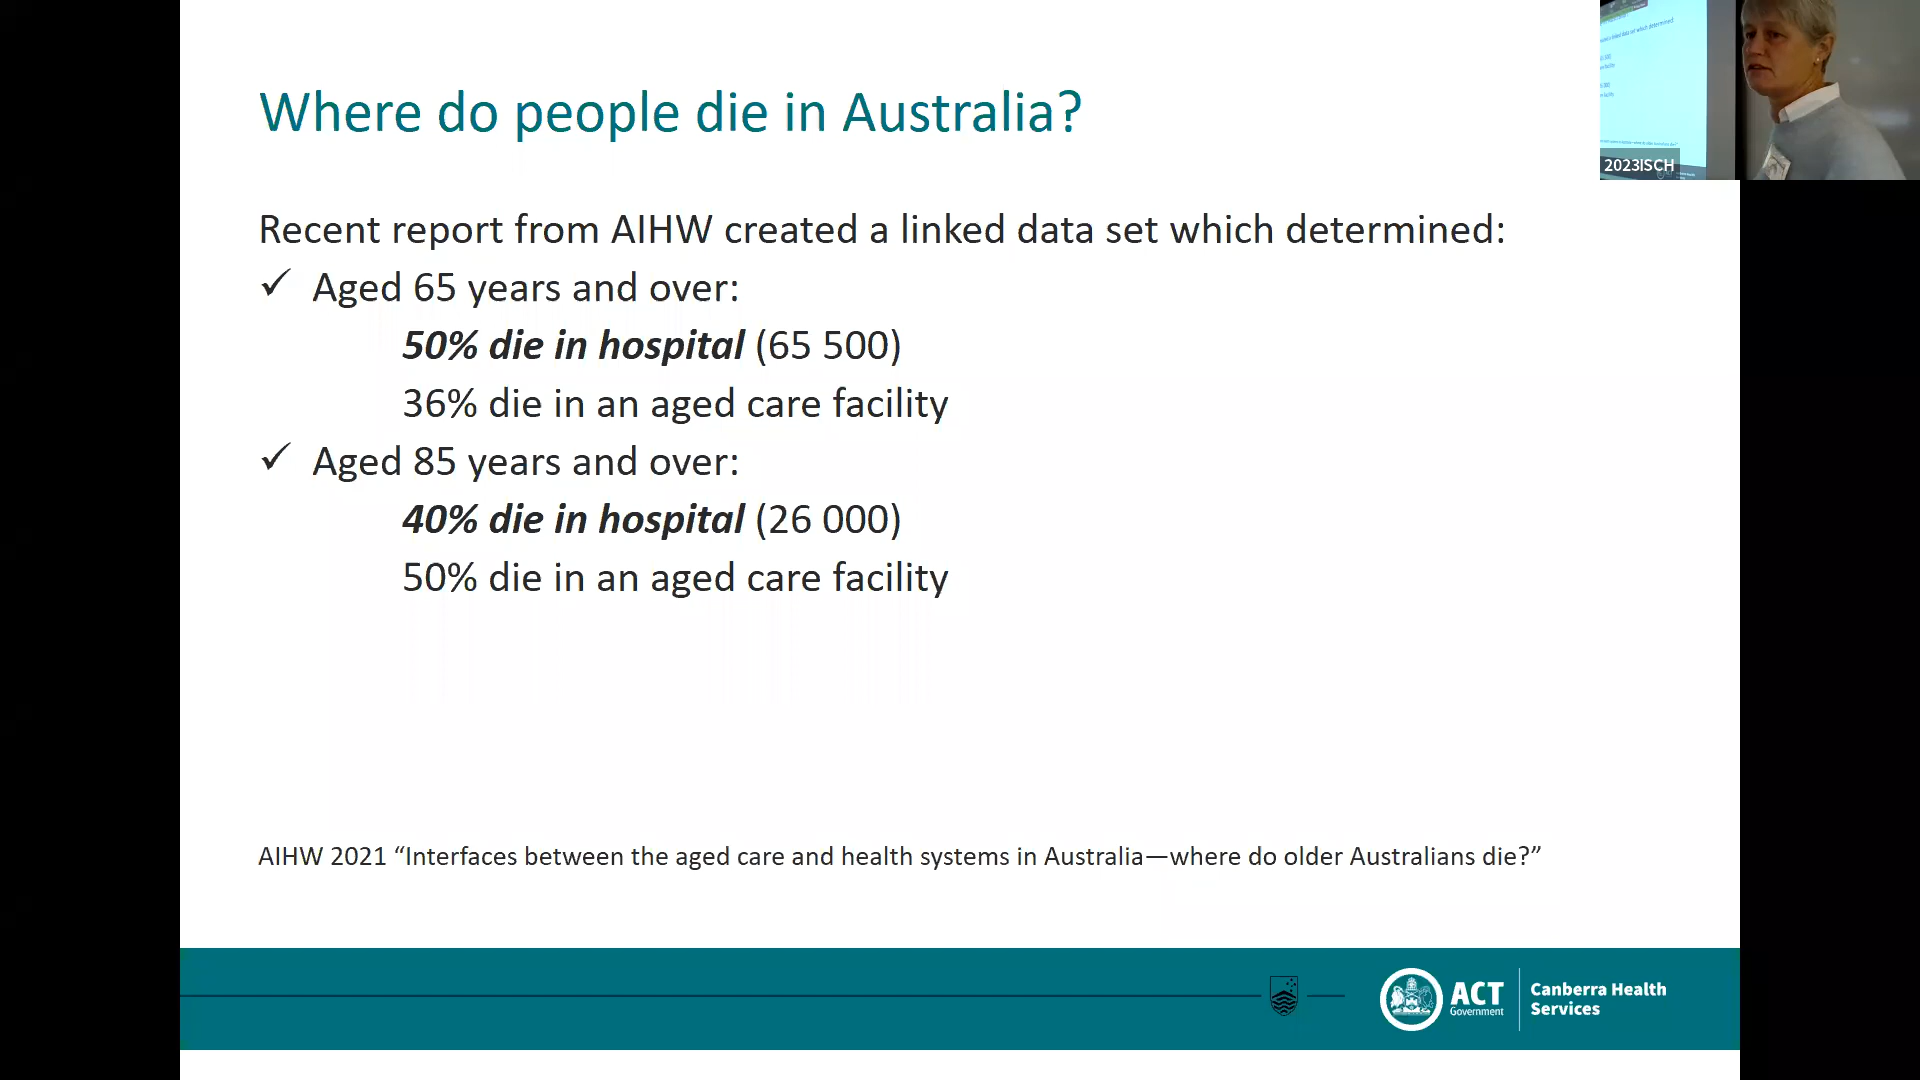 Where do people die in Australia?
Recent report from AIHW created a linked data set which determined:
✓ Aged 65 years and over:
50% die in hospital (65 500)
36% die in an aged care facility
✓ Aged 85 years and over:
40% die in hospital (26 000)
50% die in an aged care facility
AIHW 2021 “Interfaces between the aged care and health systems in Australia—where do older Australians die?”
ACT
Government
Canberra Health
Services
2023ISCH